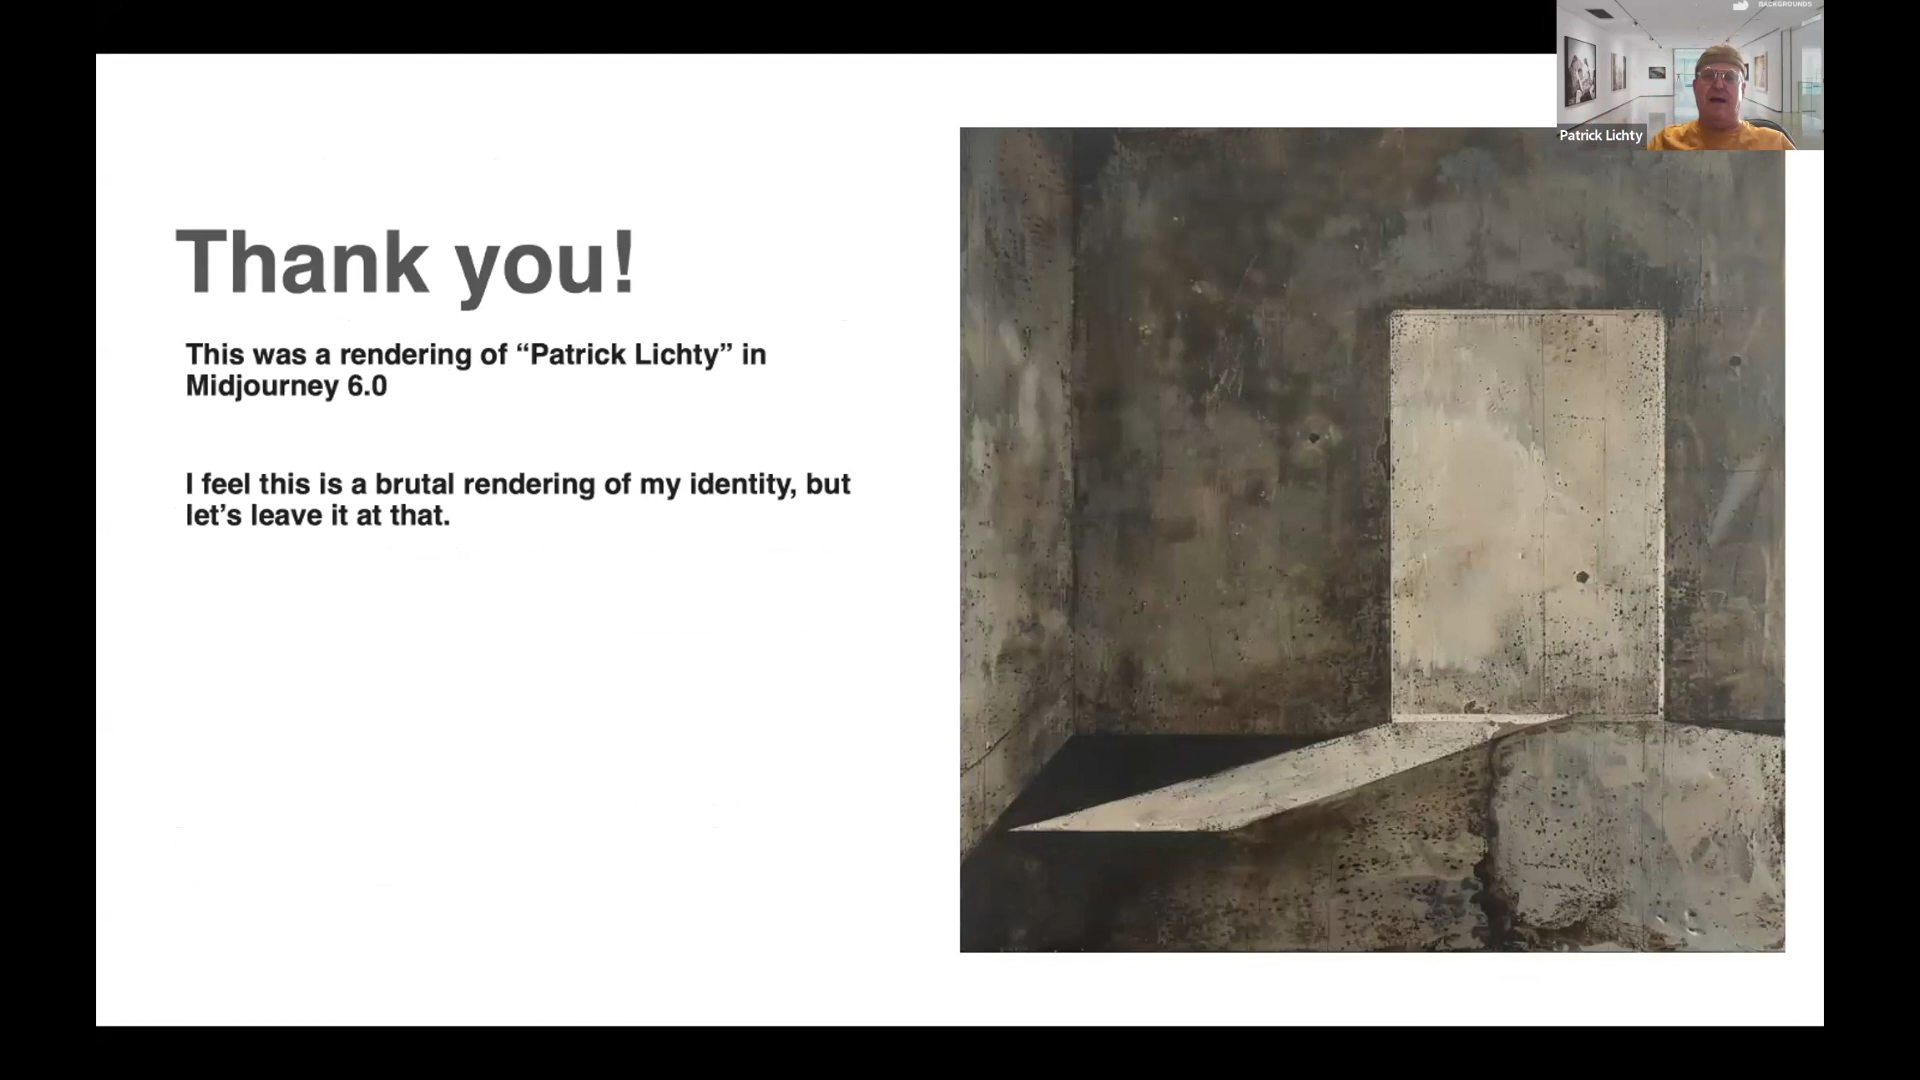 BACKGROUNDS
Patrick Lichty
Thank you!
This was a rendering of “Patrick Lichty” in
Midjourney 6.0
I feel this is a brutal rendering of my identity, but
let’s leave it at that.